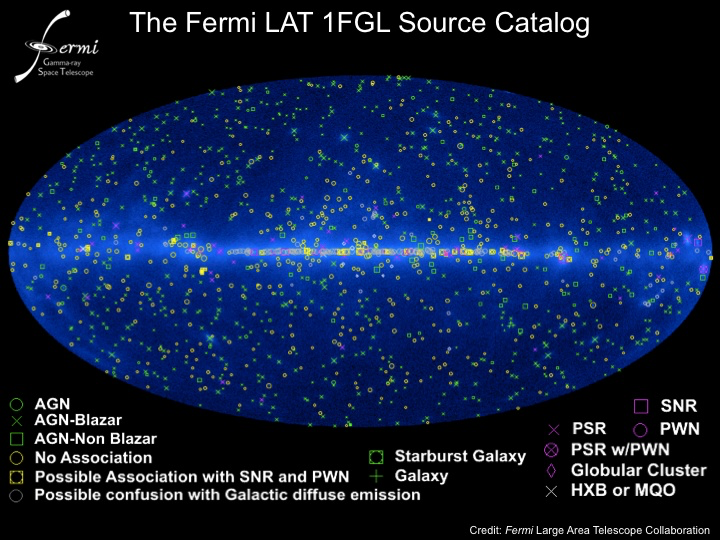 The Fermi LAT 1FGL Source Catalog
Fermi
Gamma-ray
Space Telescope
AGN
AGN-Blazar
AGN-Non Blazar
No Association
Possible Association with SNR and PWN
Possible confusion with Galactic diffuse emission
Starburst Galaxy
Galaxy
SNR
PSR
PWN
PSR w/PWN
Globular Cluster
HXB or MQO
Credit: Fermi Large Area Telescope Collaboration